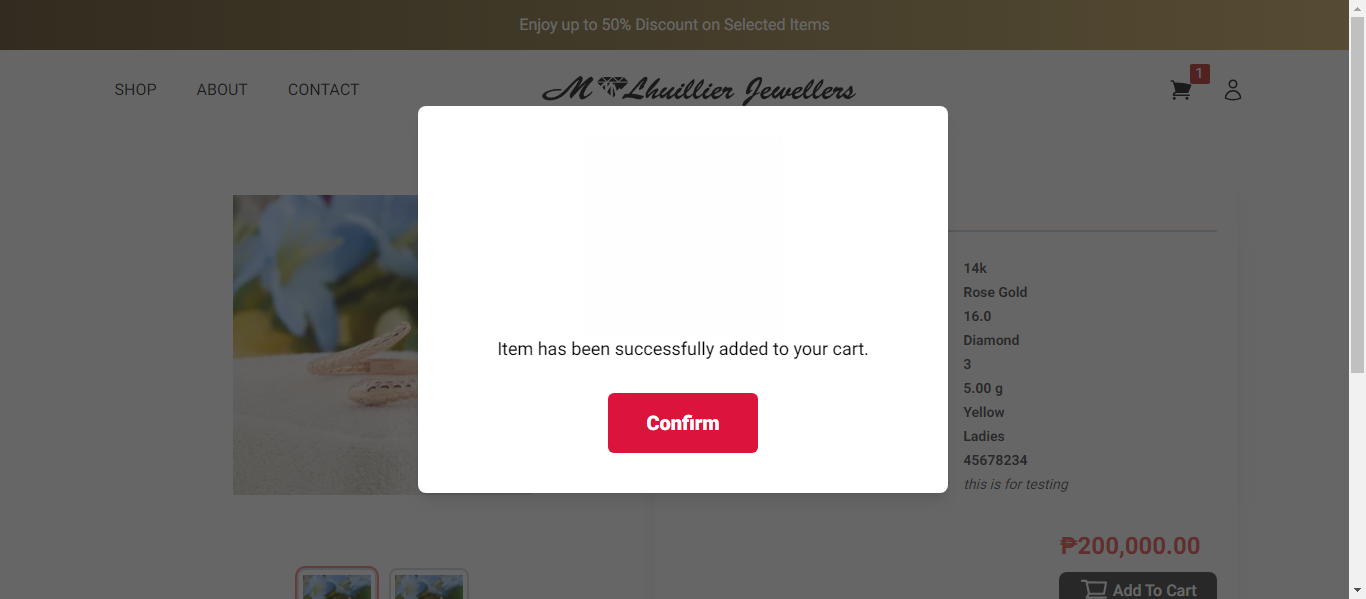 Enjoy up to 50% Discount on Selected Items
SHOP ABOUT CONTACT
M Lhuillier Jewellers
1
Item has been successfully added to your cart.
Confirm
14k
Rose Gold
16.0
Diamond
3
5.00 g
Yellow
Ladies
45678234
this is for testing
₱200,000.00
Add To Cart